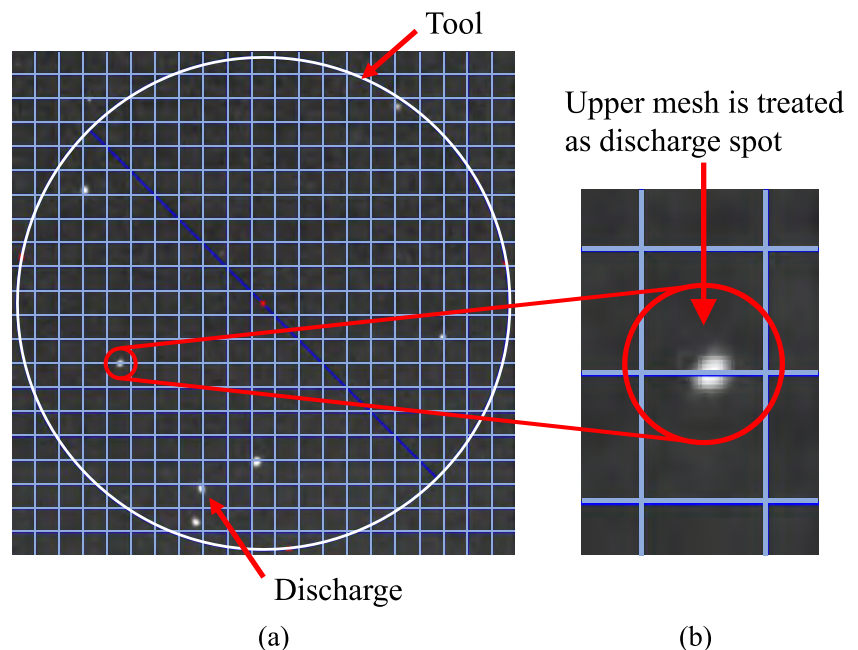 Tool
Upper mesh is treated
as discharge spot
Discharge
(a)
(b)